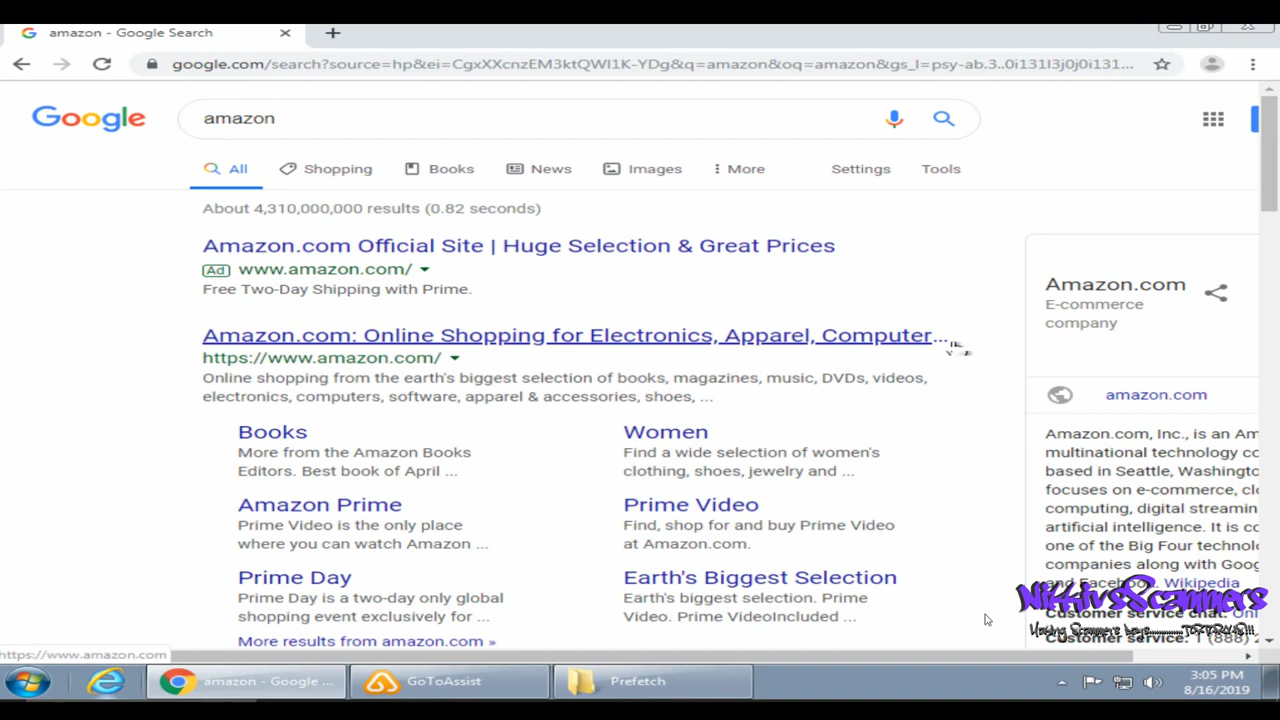 amazon - Google Search
google.com/search?source=hp&ei=CgxXXcnzEM3ktQWI1K-YDg&q=amazon&oq=amazon&gs_l=psy-ab.3..0i131l3j0j0i131...
Google
amazon
All Shopping Books News Images More Settings Tools
About 4,310,000,000 results (0.82 seconds)
Amazon.com Official Site | Huge Selection & Great Prices
Ad www.amazon.com/
Free Two-Day Shipping with Prime.
Amazon.com: Online Shopping for Electronics, Apparel, Computer...
https://www.amazon.com/
Online shopping from the earth's biggest selection of books, magazines, music, DVDs, videos,
electronics, computers, software, apparel & accessories, shoes, ...
Books
More from the Amazon Books
Editors. Best book of April ...
Women
Find a wide selection of women's
clothing, shoes, jewelry and ...
Amazon Prime
Prime Video is the only place
where you can watch Amazon ...
Prime Video
Find, shop for and buy Prime Video
at Amazon.com.
Prime Day
Prime Day is a two-day only global
shopping event exclusively for ...
Earth's Biggest Selection
Earth's biggest selection. Prime
Video. Prime VideoIncluded ...
More results from amazon.com »
Amazon.com
E-commerce
company
amazon.com
Amazon.com, Inc., is an Am
multinational technology co
based in Seattle, Washingto
focuses on e-commerce, clo
computing, digital streamin
artificial intelligence. It is co
one of the Big Four technolo
companies along with Goog
and Facebook. Wikipedia
Customer service chat: Onl
Customer service: 1 (888) 2
NikkivsScammers
https://www.amazon.com
amazon - Google ...
GoToAssist
Prefetch
3:05 PM
8/16/2019